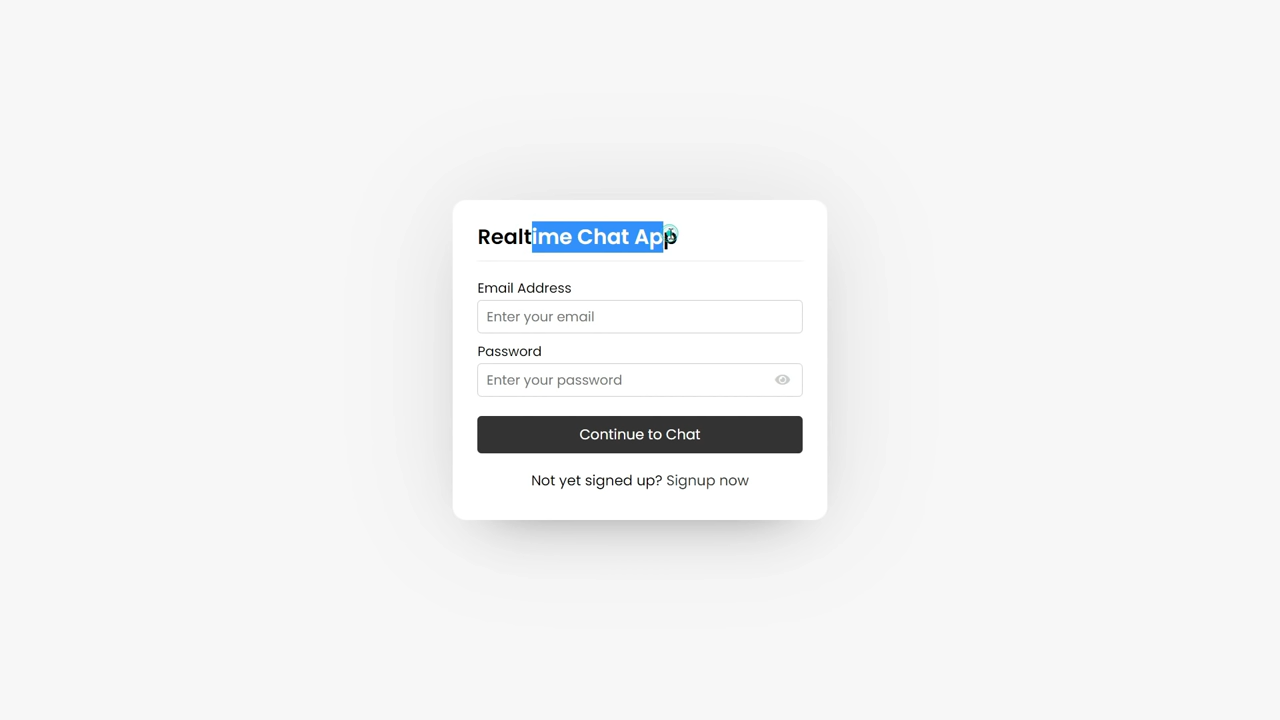 Realtime Chat App
Email Address
Enter your email
Password
Enter your password
Continue to Chat
Not yet signed up? Signup now